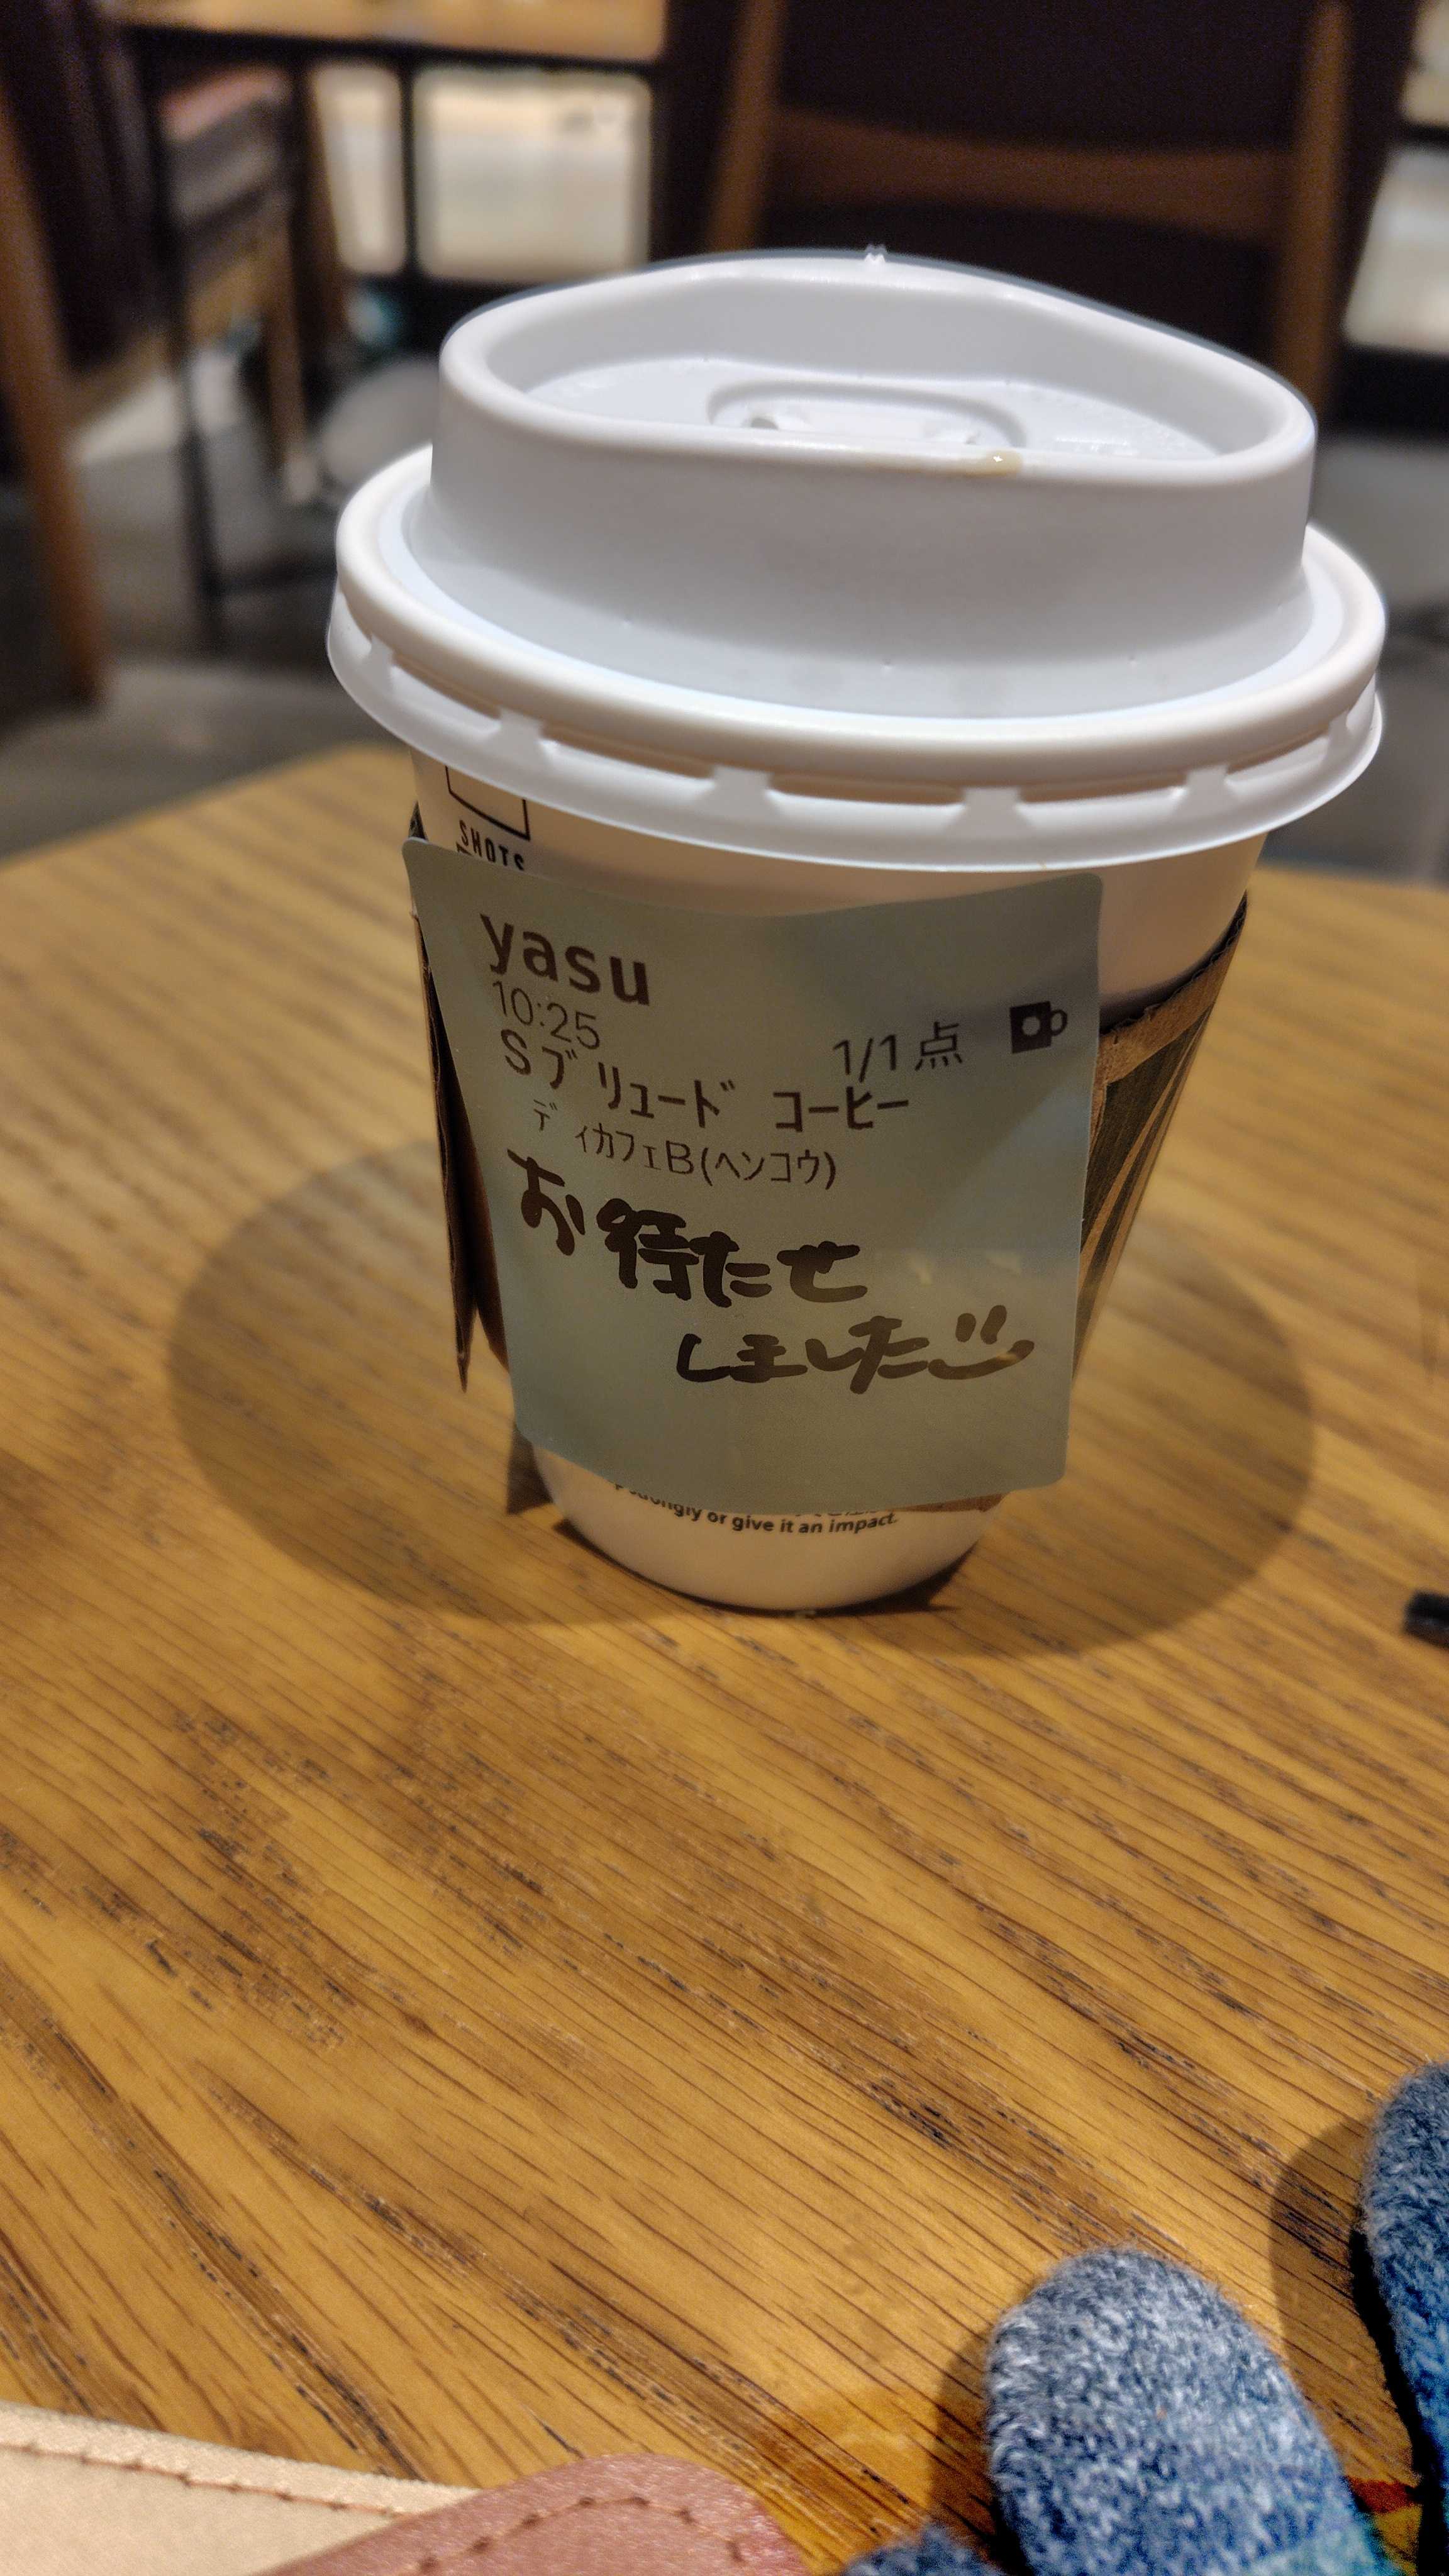 SHOTS
yasu
10:25
1/1点
Sブリュード コーヒー
ディカフェB(ヘンコウ)
お待たせ
しました
strongly or give it an impact.